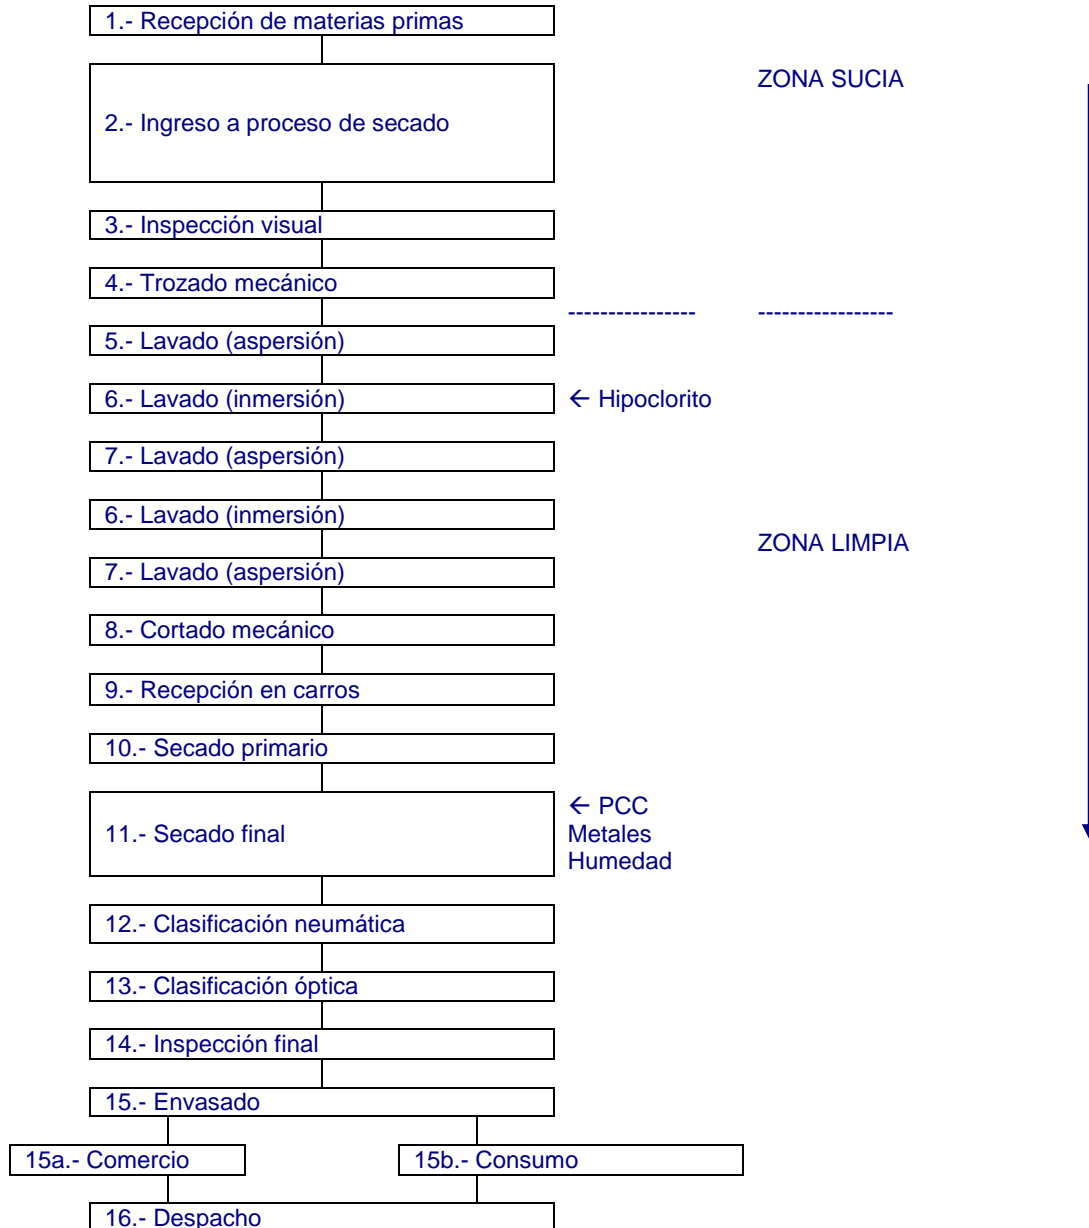 1.- Recepción de materias primas
ZONA SUCIA
2.- Ingreso a proceso de secado
3.- Inspección visual
4.- Trozado mecánico
---------------- -----------------
5.- Lavado (aspersión)
6.- Lavado (inmersión) ← Hipoclorito
7.- Lavado (aspersión)
6.- Lavado (inmersión)
ZONA LIMPIA
7.- Lavado (aspersión)
8.- Cortado mecánico
9.- Recepción en carros
10.- Secado primario
← PCC
11.- Secado final Metales
Humedad
12.- Clasificación neumática
13.- Clasificación óptica
14.- Inspección final
15.- Envasado
15a.- Comercio 15b.- Consumo
16.- Despacho